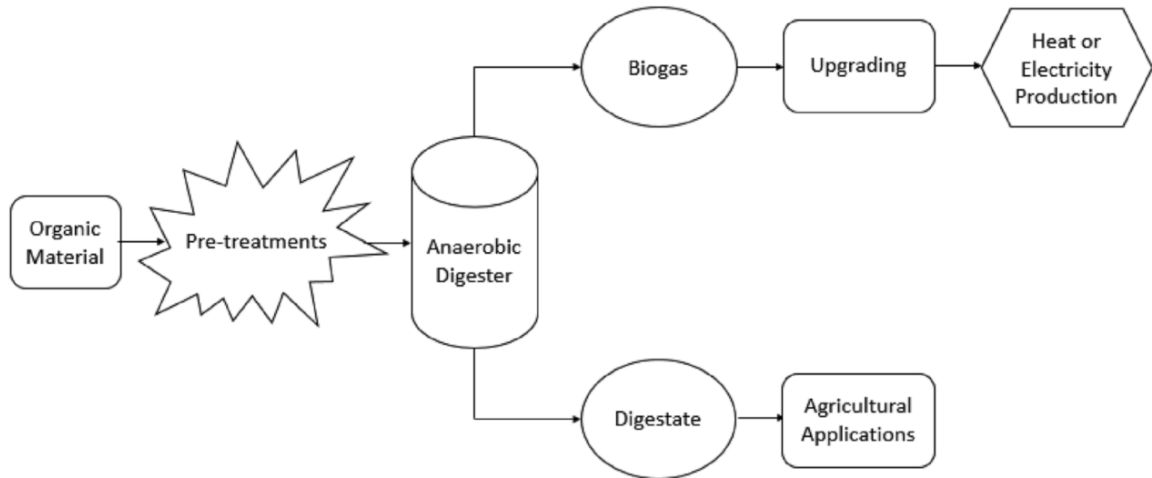 Organic
Material
Pre-treatments
Anaerobic
Digester
Biogas
Upgrading
Heat or
Electricity
Production
Digestate
Agricultural
Applications